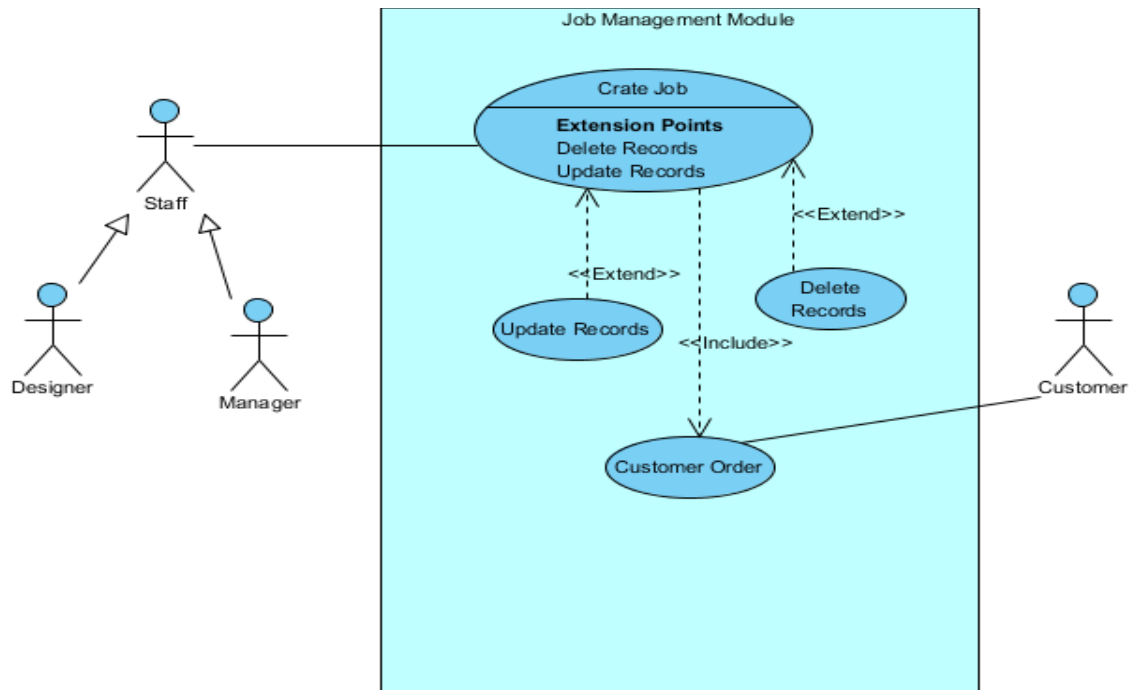 Job Management Module
Crate Job
Extension Points
Delete Records
Update Records
Staff
<<Extend>>
<<Extend>>
Delete
Records
Update Records
<<Include>>
Designer
Manager
Customer
Customer Order